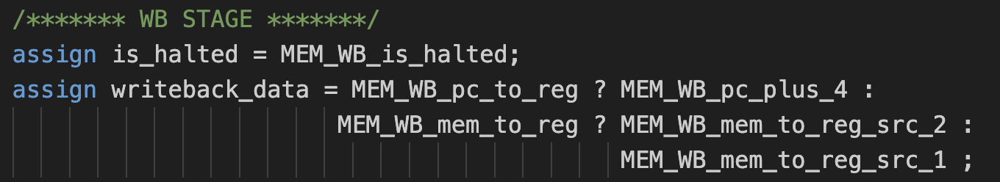 /******* WB STAGE *******/
assign is_halted = MEM_WB_is_halted;
assign writeback_data = MEM_WB_pc_to_reg ? MEM_WB_pc_plus_4 :
MEM_WB_mem_to_reg ? MEM_WB_mem_to_reg_src_2 :
MEM_WB_mem_to_reg_src_1 ;